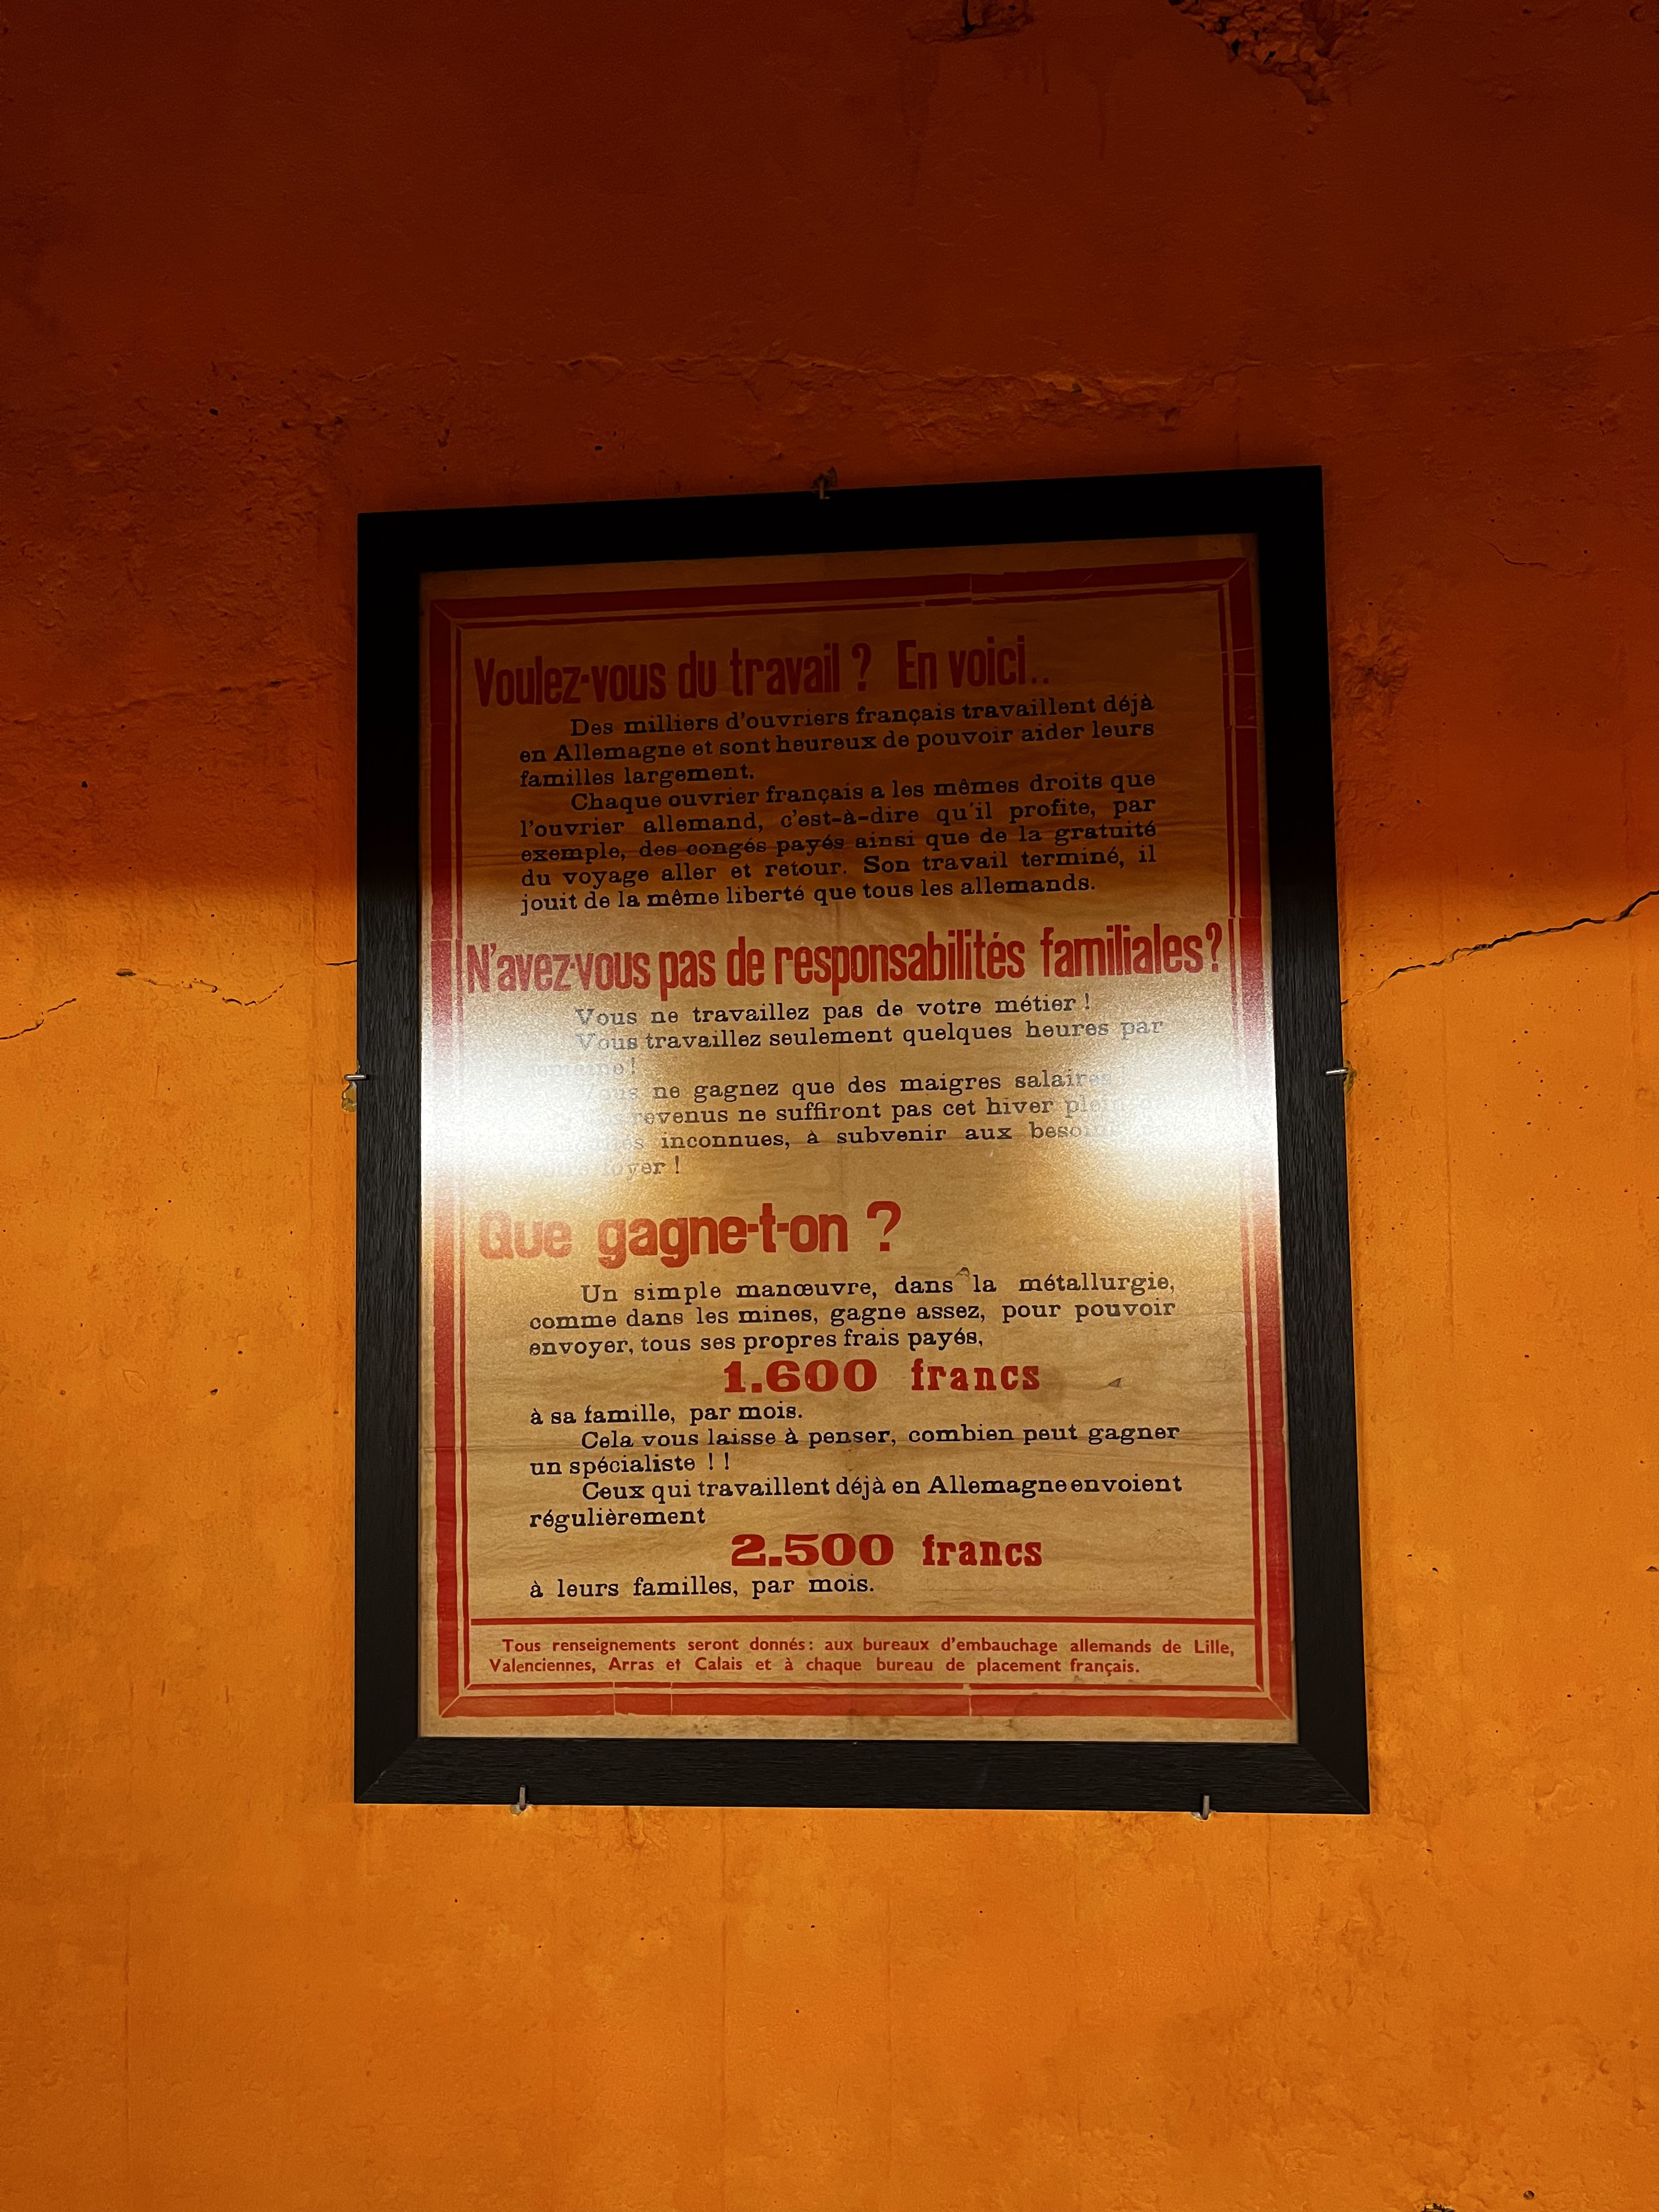 Voulez-vous du travail ? En voici..
Des milliers d'ouvriers français travaillent déjà
en Allemagne et sont heureux de pouvoir aider leurs
familles largement.
Chaque ouvrier français a les mêmes droits que
l'ouvrier allemand, c'est-à-dire qu'il profite, par
exemple, des congés payés ainsi que de la gratuité
du voyage aller et retour. Son travail terminé, il
jouit de la même liberté que tous les allemands.
N'avez-vous pas de responsabilités familiales ?
Vous ne travaillez pas de votre métier !
Vous travaillez seulement quelques heures par
semaine !
Vous ne gagnez que des maigres salaires
revenus ne suffiront pas cet hiver
inconnues, à subvenir aux
foyer !
Que gagne-t-on ?
Un simple manœuvre, dans la métallurgie,
comme dans les mines, gagne assez, pour pouvoir
envoyer, tous ses propres frais payés,
1.600 francs
à sa famille, par mois.
Cela vous laisse à penser, combien peut gagner
un spécialiste ! !
Ceux qui travaillent déjà en Allemagne envoient
régulièrement
2.500 francs
à leurs familles, par mois.
Tous renseignements seront donnés : aux bureaux d'embauchage allemands de Lille,
Valenciennes, Arras et Calais et à chaque bureau de placement français.